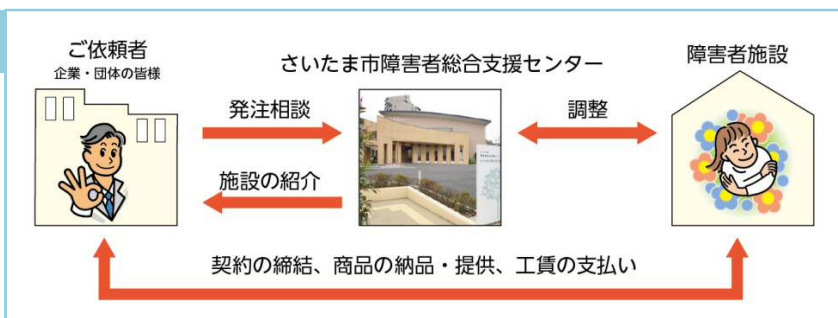 ご依頼者
企業・団体の皆様
さいたま市障害者総合支援センター
障害者施設
発注相談
調整
施設の紹介
契約の締結、商品の納品・提供、工賃の支払い